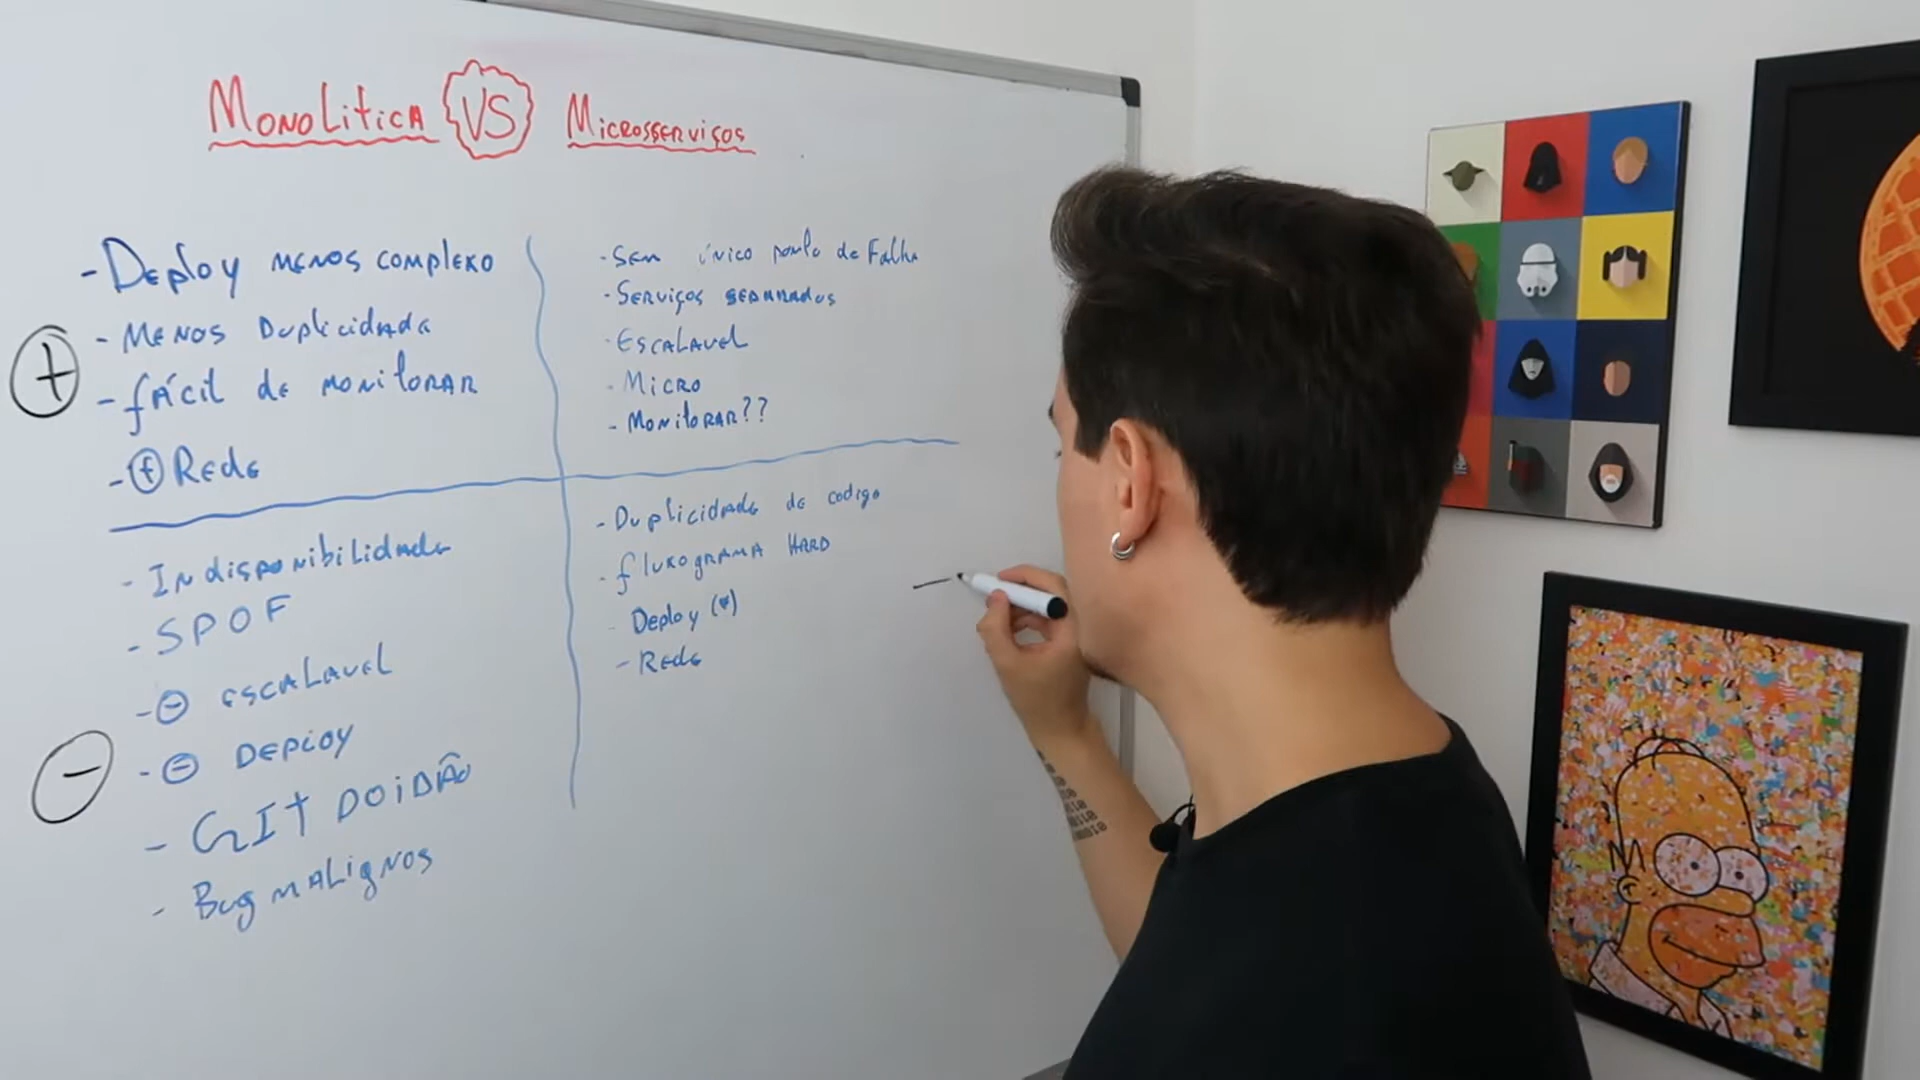 Monolitica VS Microsserviços
- Deploy menos complexo
- Menos Duplicidade
- fácil de monitorar
- + Rede
+
- Sem único ponto de Falha
- Serviços separados
- Escalavel
- Micro
- Monitorar??
- Indisponibilidade
- SPOF
- - escalavel
- - Deploy
- GIT DOIDÃO
- Bug malignos
-
- Duplicidade de codigo
- fluxograma HARD
- Deploy (*)
- Rede